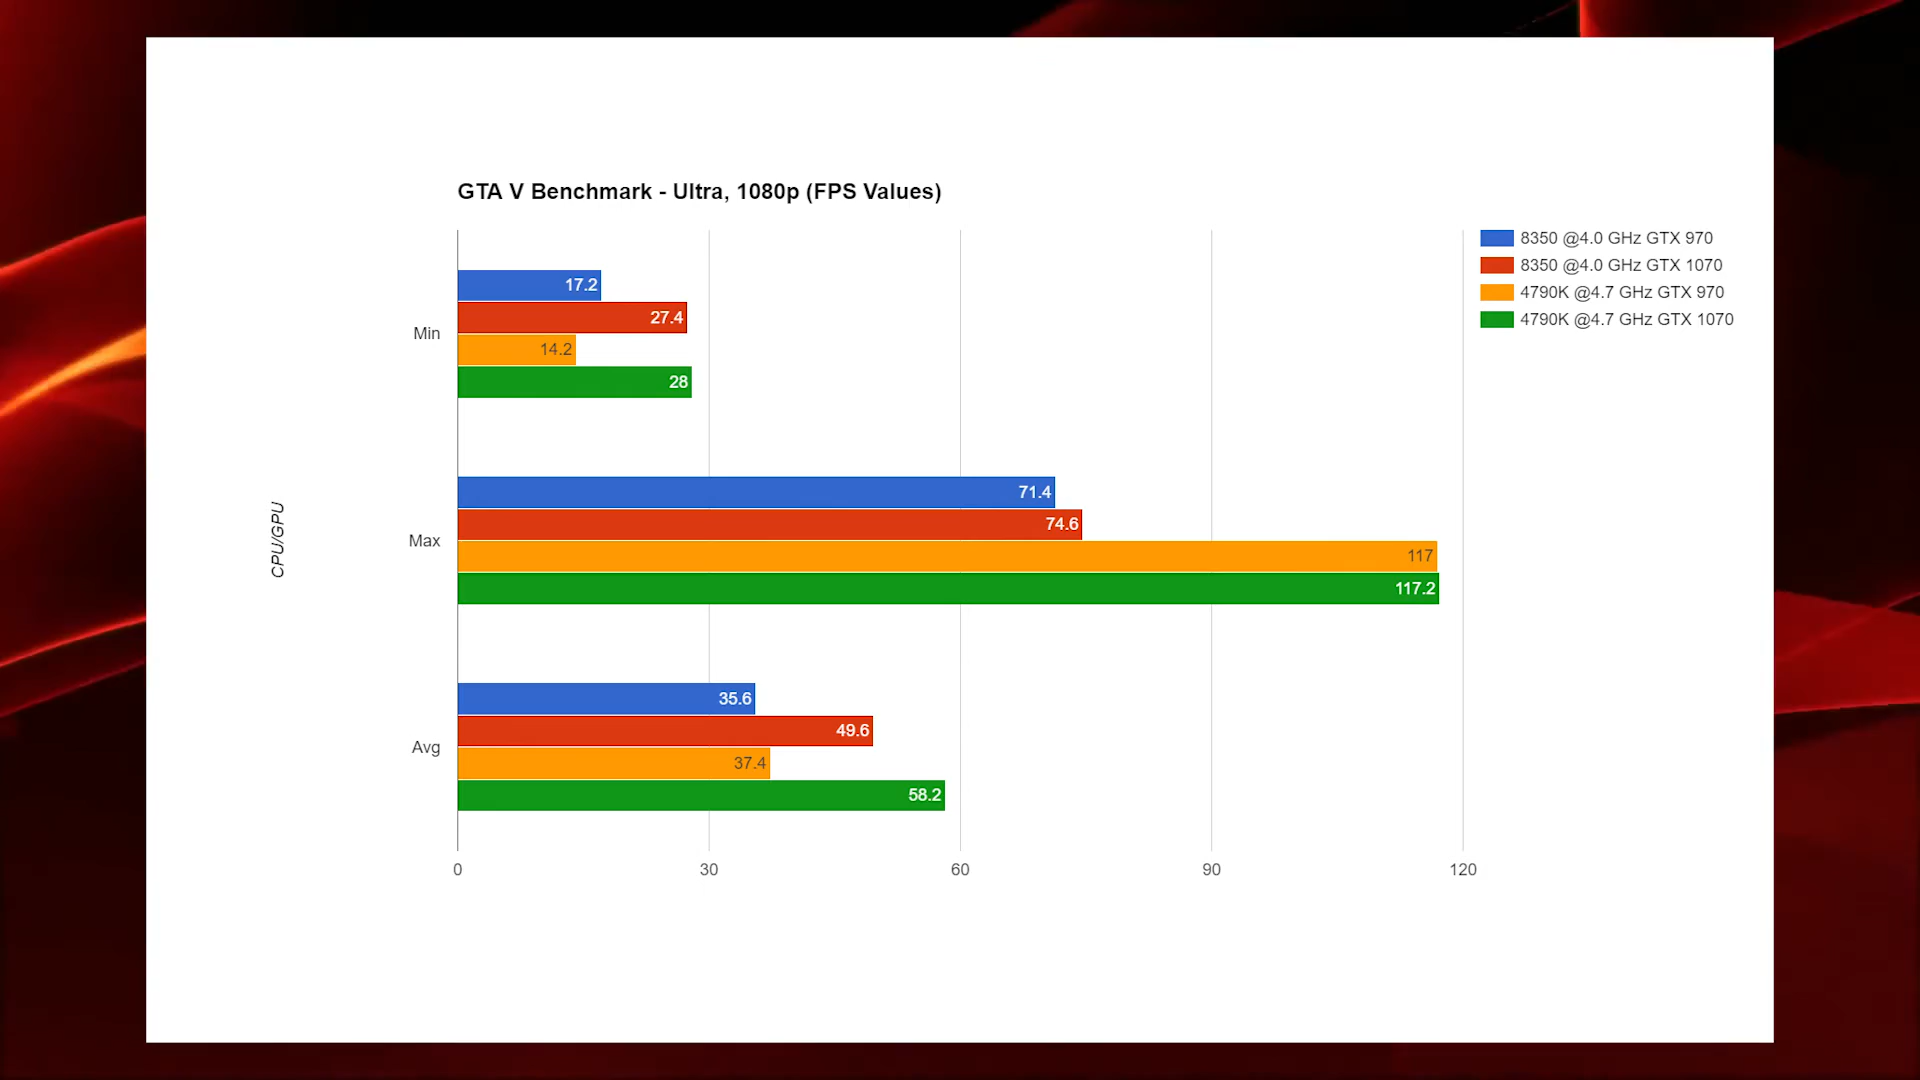 GTA V Benchmark - Ultra, 1080p (FPS Values)
8350 @4.0 GHz GTX 970
8350 @4.0 GHz GTX 1070
4790K @4.7 GHz GTX 970
4790K @4.7 GHz GTX 1070
CPU/GPU
Min
17.2
27.4
14.2
28
Max
71.4
74.6
117
117.2
Avg
35.6
49.6
37.4
58.2
0 30 60 90 120